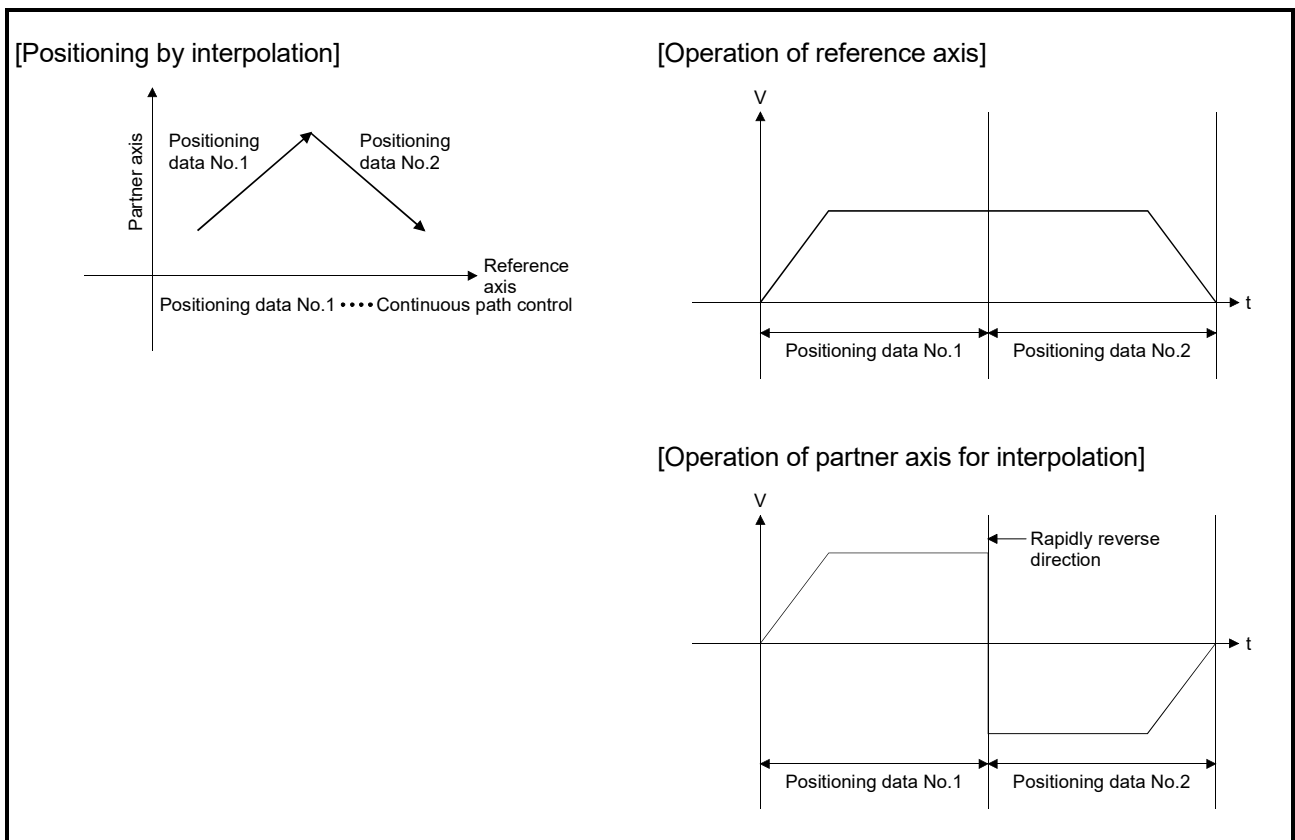 [Positioning by interpolation]
Partner axis
Positioning
data No.1
Positioning
data No.2
Reference
axis
Positioning data No.1 •••• Continuous path control
[Operation of reference axis]
V
t
Positioning data No.1
Positioning data No.2
[Operation of partner axis for interpolation]
V
Rapidly reverse
direction
t
Positioning data No.1
Positioning data No.2